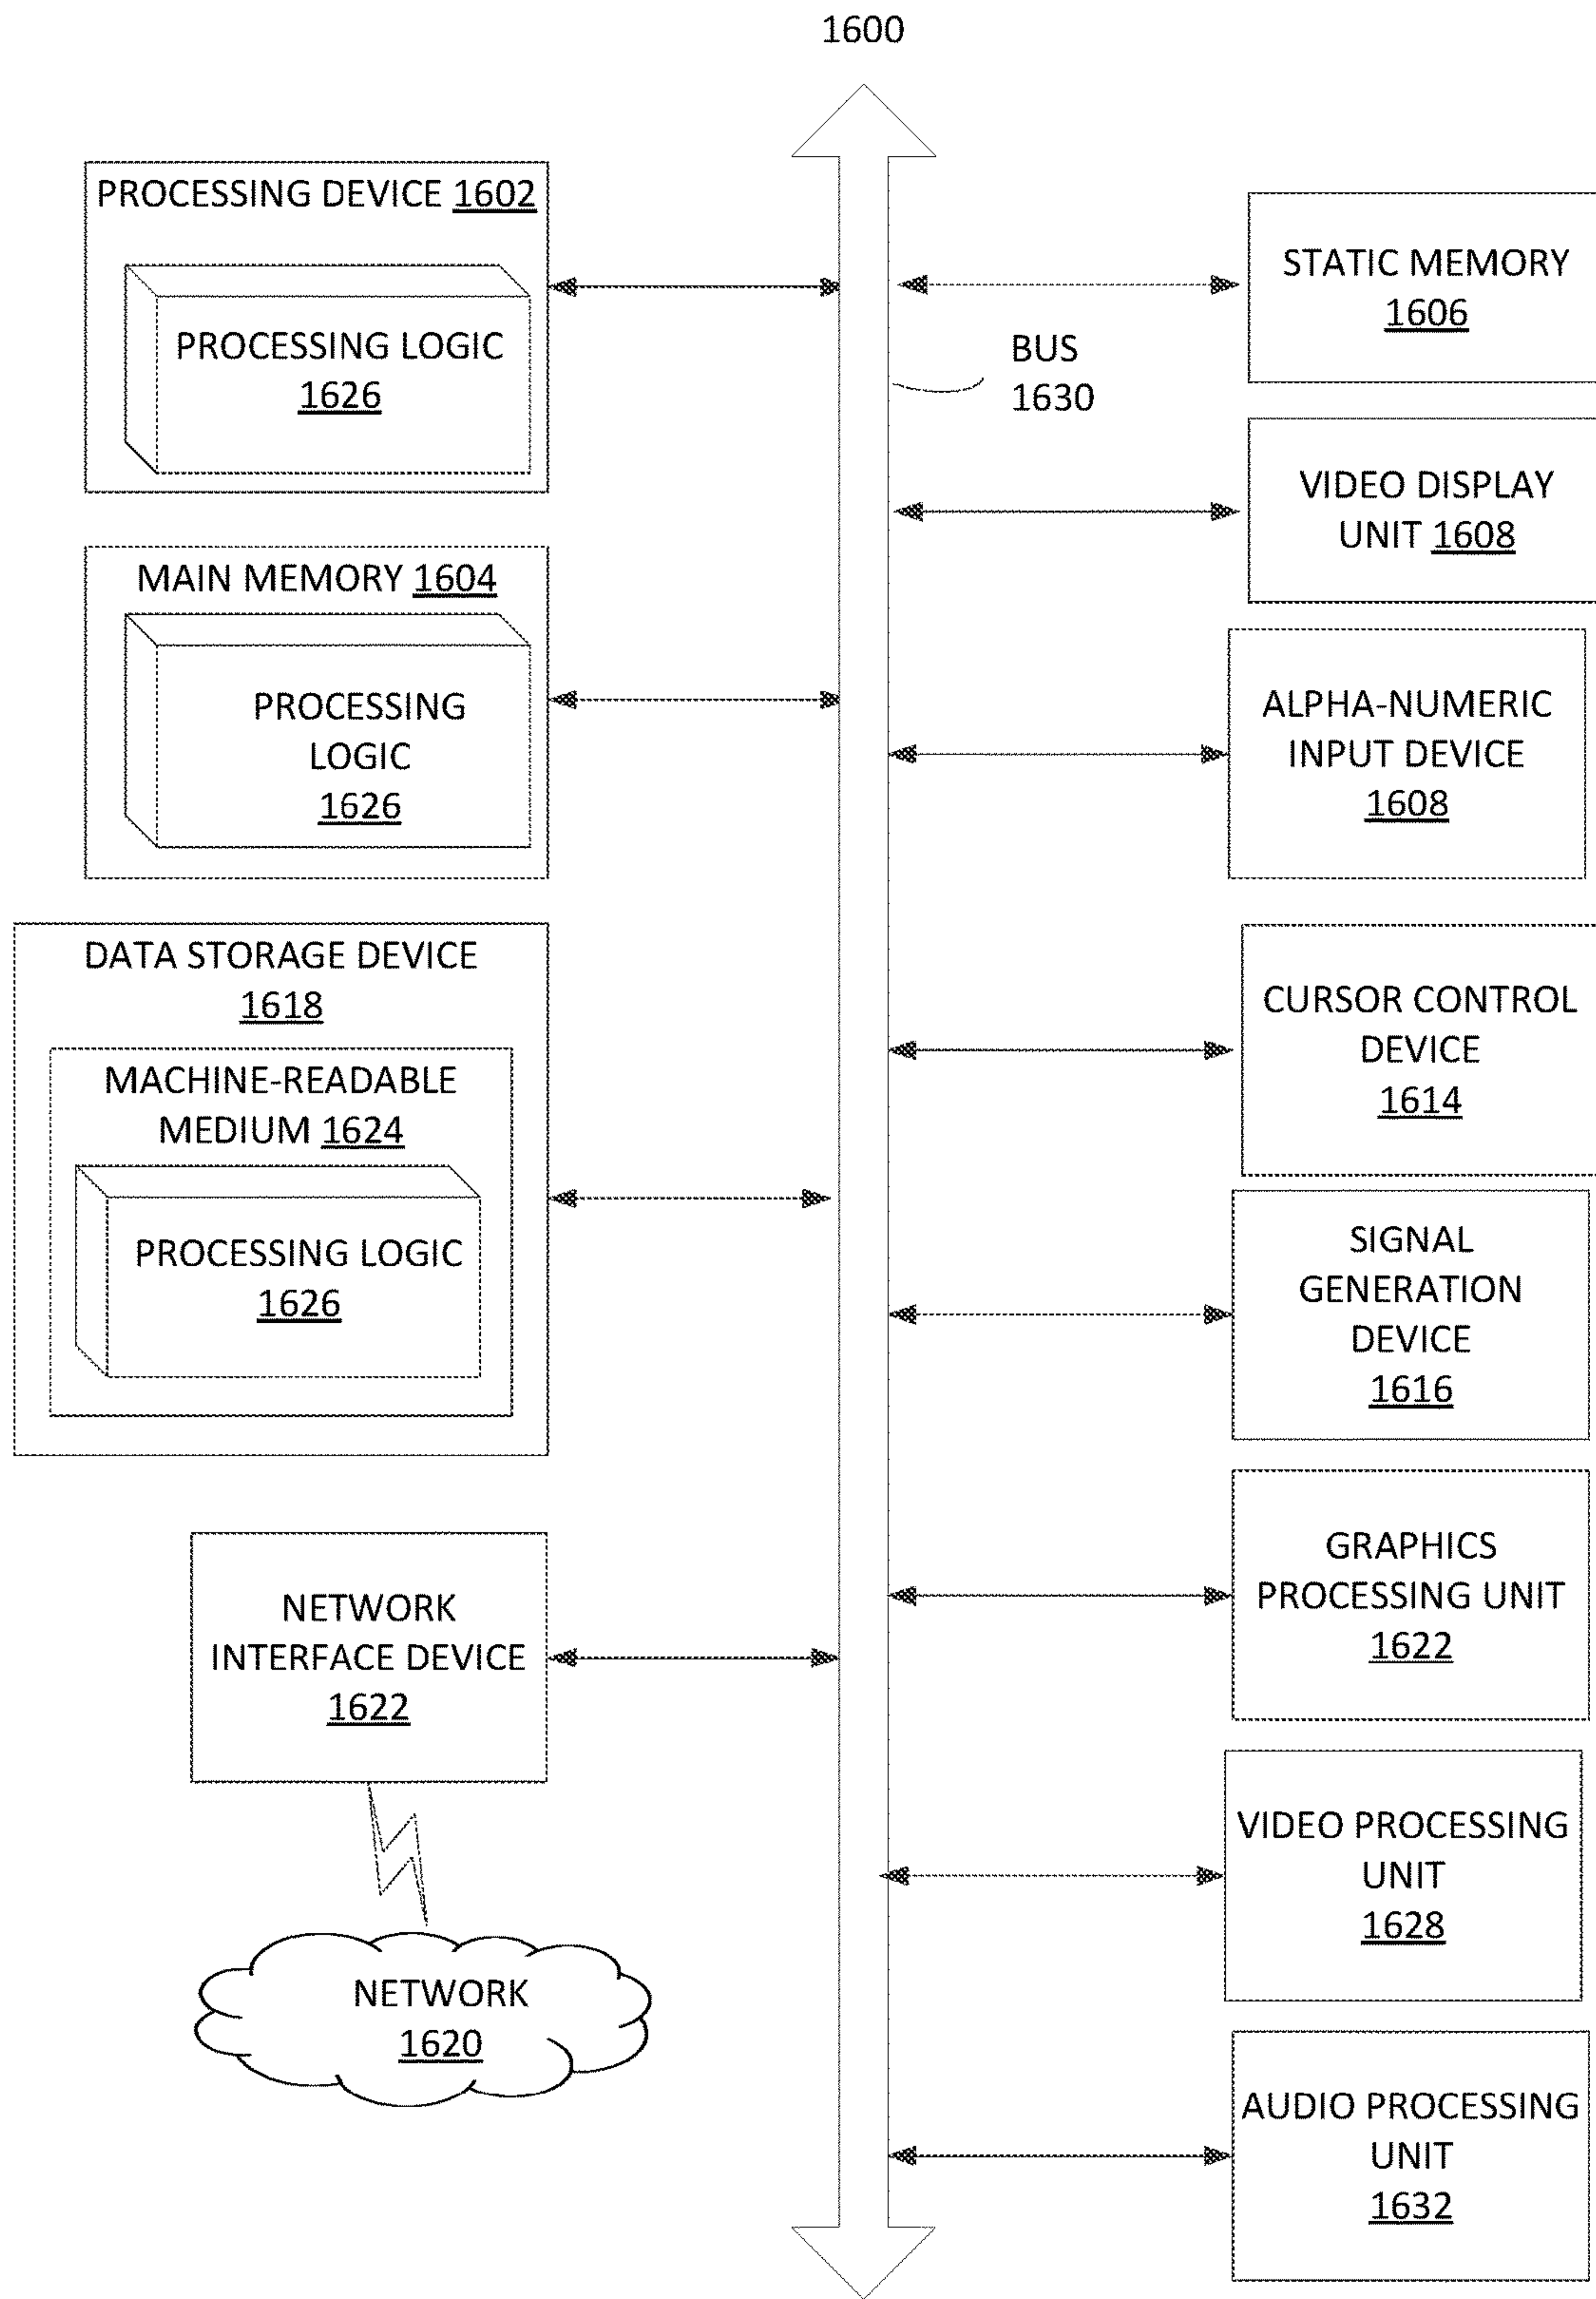 1600
PROCESSING DEVICE 1602
PROCESSING LOGIC
1626
MAIN MEMORY 1604
PROCESSING
LOGIC
1626
DATA STORAGE DEVICE
1618
MACHINE-READABLE
MEDIUM 1624
PROCESSING LOGIC
1626
NETWORK
INTERFACE DEVICE
1622
NETWORK
1620
BUS
1630
STATIC MEMORY
1606
VIDEO DISPLAY
UNIT 1608
ALPHA-NUMERIC
INPUT DEVICE
1608
CURSOR CONTROL
DEVICE
1614
SIGNAL
GENERATION
DEVICE
1616
GRAPHICS
PROCESSING UNIT
1622
VIDEO PROCESSING
UNIT
1628
AUDIO PROCESSING
UNIT
1632